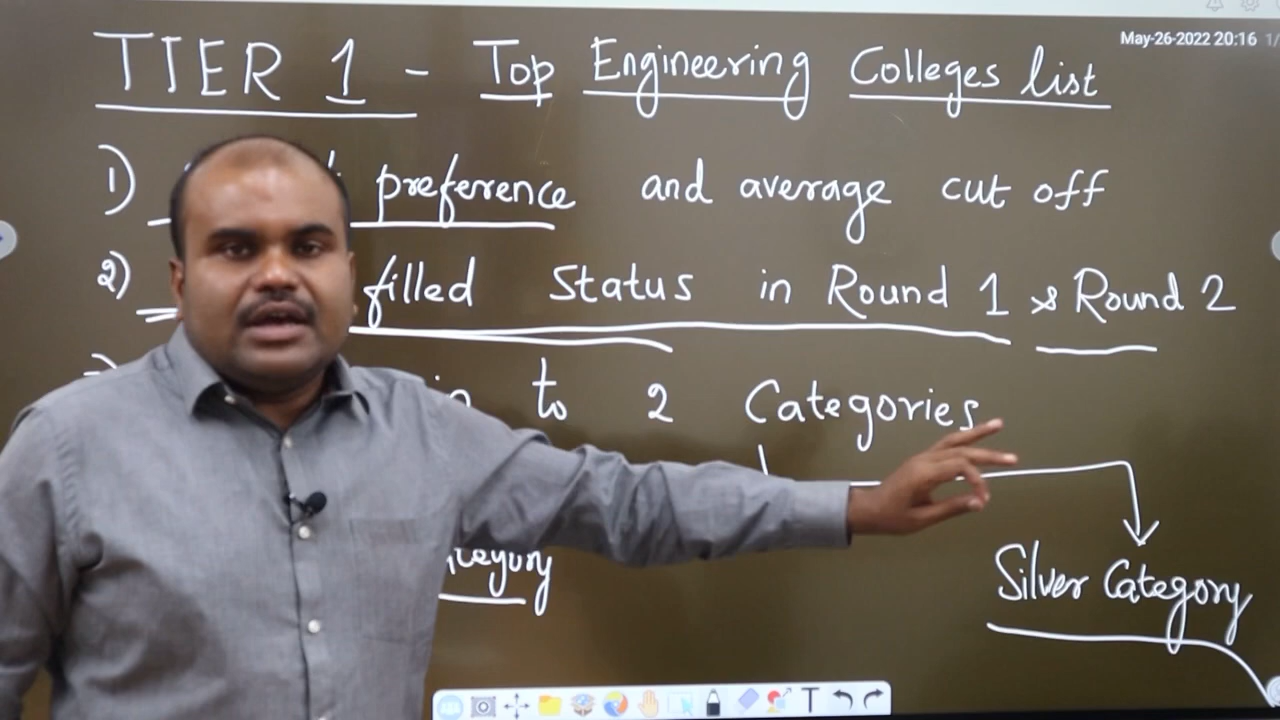 May-26-2022 20:16 1/
TIER 1 - Top Engineering Colleges list
1) preference and average cut off
2) filled Status in Round 1 & Round 2
to 2 Categories
Silver Category
T